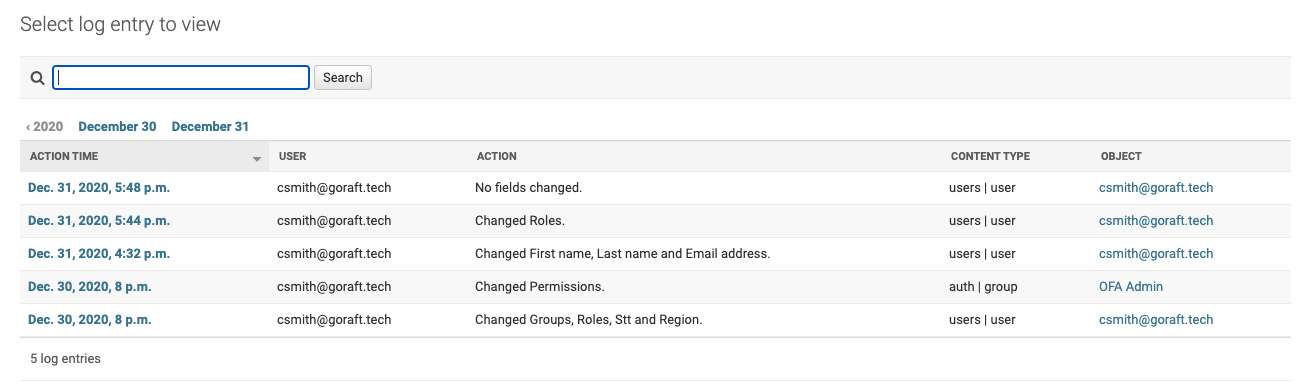 Select log entry to view
Search
‹ 2020 December 30 December 31
ACTION TIME USER ACTION CONTENT TYPE OBJECT
Dec. 31, 2020, 5:48 p.m. csmith@goraft.tech No fields changed. users | user csmith@goraft.tech
Dec. 31, 2020, 5:44 p.m. csmith@goraft.tech Changed Roles. users | user csmith@goraft.tech
Dec. 31, 2020, 4:32 p.m. csmith@goraft.tech Changed First name, Last name and Email address. users | user csmith@goraft.tech
Dec. 30, 2020, 8 p.m. csmith@goraft.tech Changed Permissions. auth | group OFA Admin
Dec. 30, 2020, 8 p.m. csmith@goraft.tech Changed Groups, Roles, Stt and Region. users | user csmith@goraft.tech
5 log entries